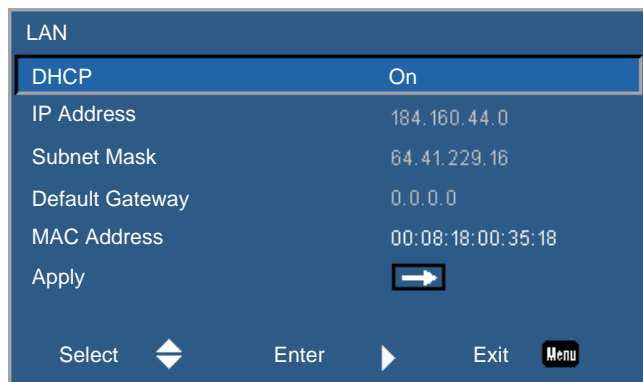 LAN
DHCP On
IP Address 184.160.44.0
Subnet Mask 64.41.229.16
Default Gateway 0.0.0.0
MAC Address 00:08:18:00:35:18
Apply
Select Enter Exit Menu